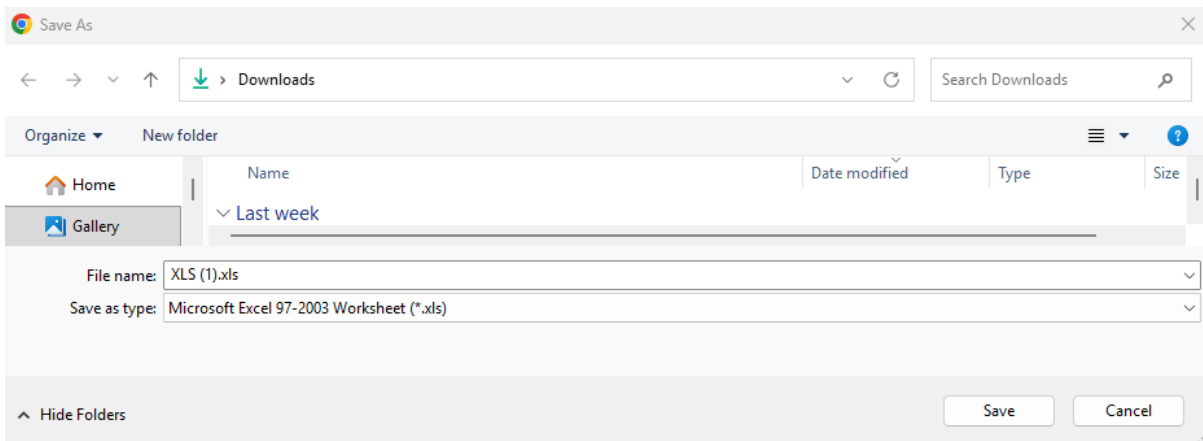 Save As
Downloads
Search Downloads
Organize
New folder
Name
Date modified
Type
Size
Home
Last week
Gallery
File name: XLS (1).xls
Save as type: Microsoft Excel 97-2003 Worksheet (*.xls)
Hide Folders
Save
Cancel